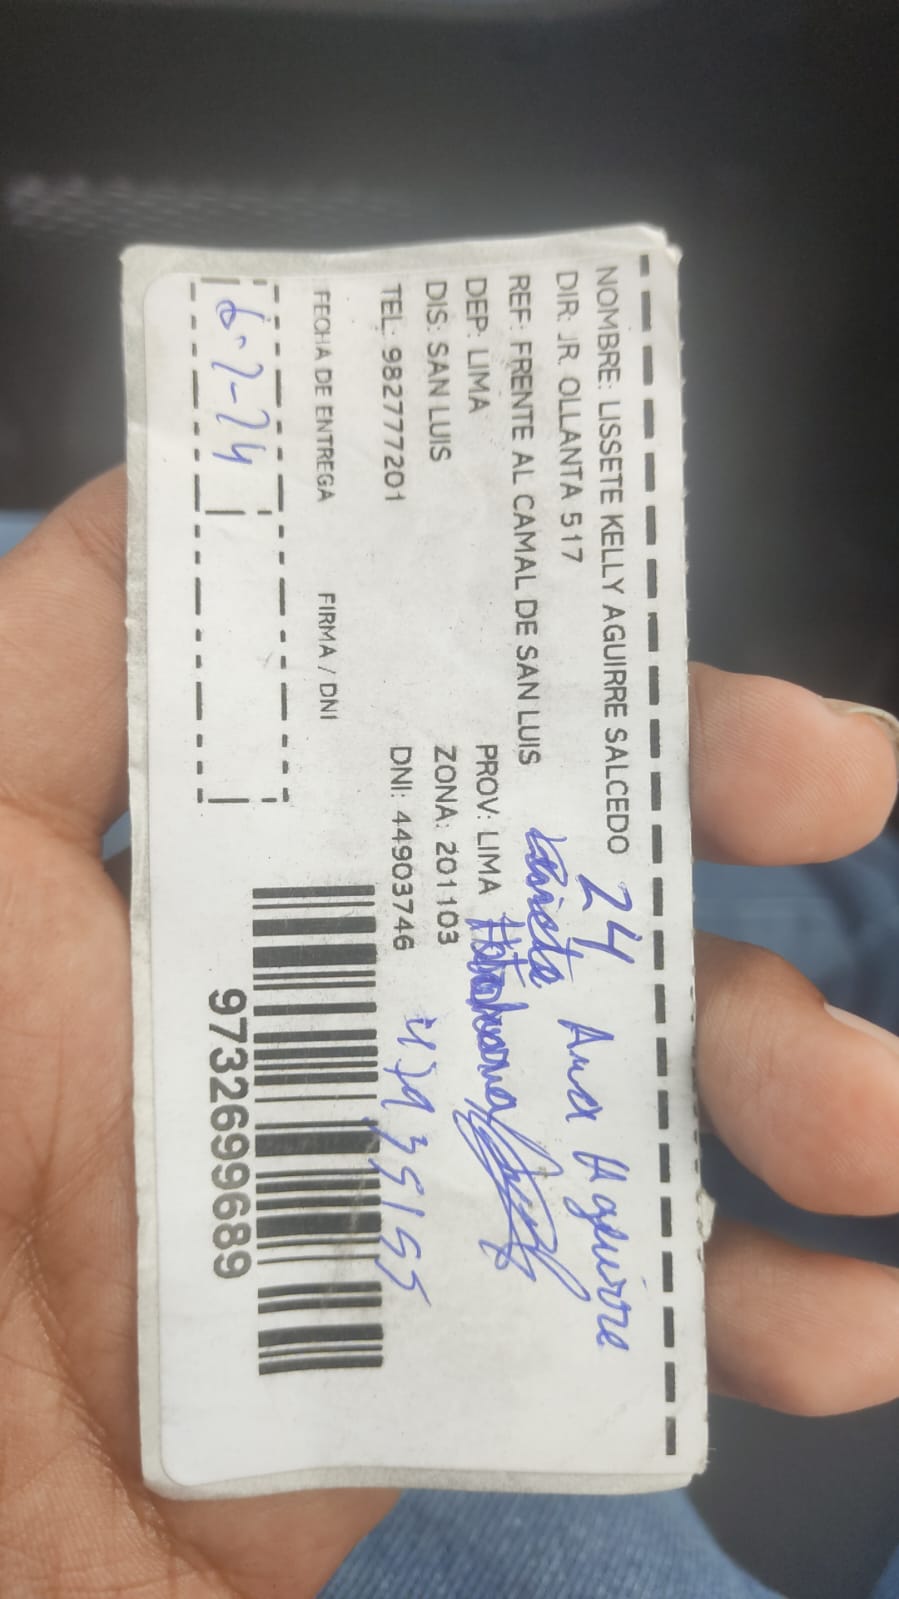 NOMBRE: LISSETE KELLY AGUIRRE SALCEDO 24
DIR: JR. OLLANTA 517 Ana Aguirre
REF: FRENTE AL CAMAL DE SAN LUIS
DEP: LIMA PROV: LIMA
DIS: SAN LUIS ZONA: 201103
TEL: 982777201 DNI: 44903746
FECHA DE ENTREGA FIRMA / DNI
6-7-24
9732699689